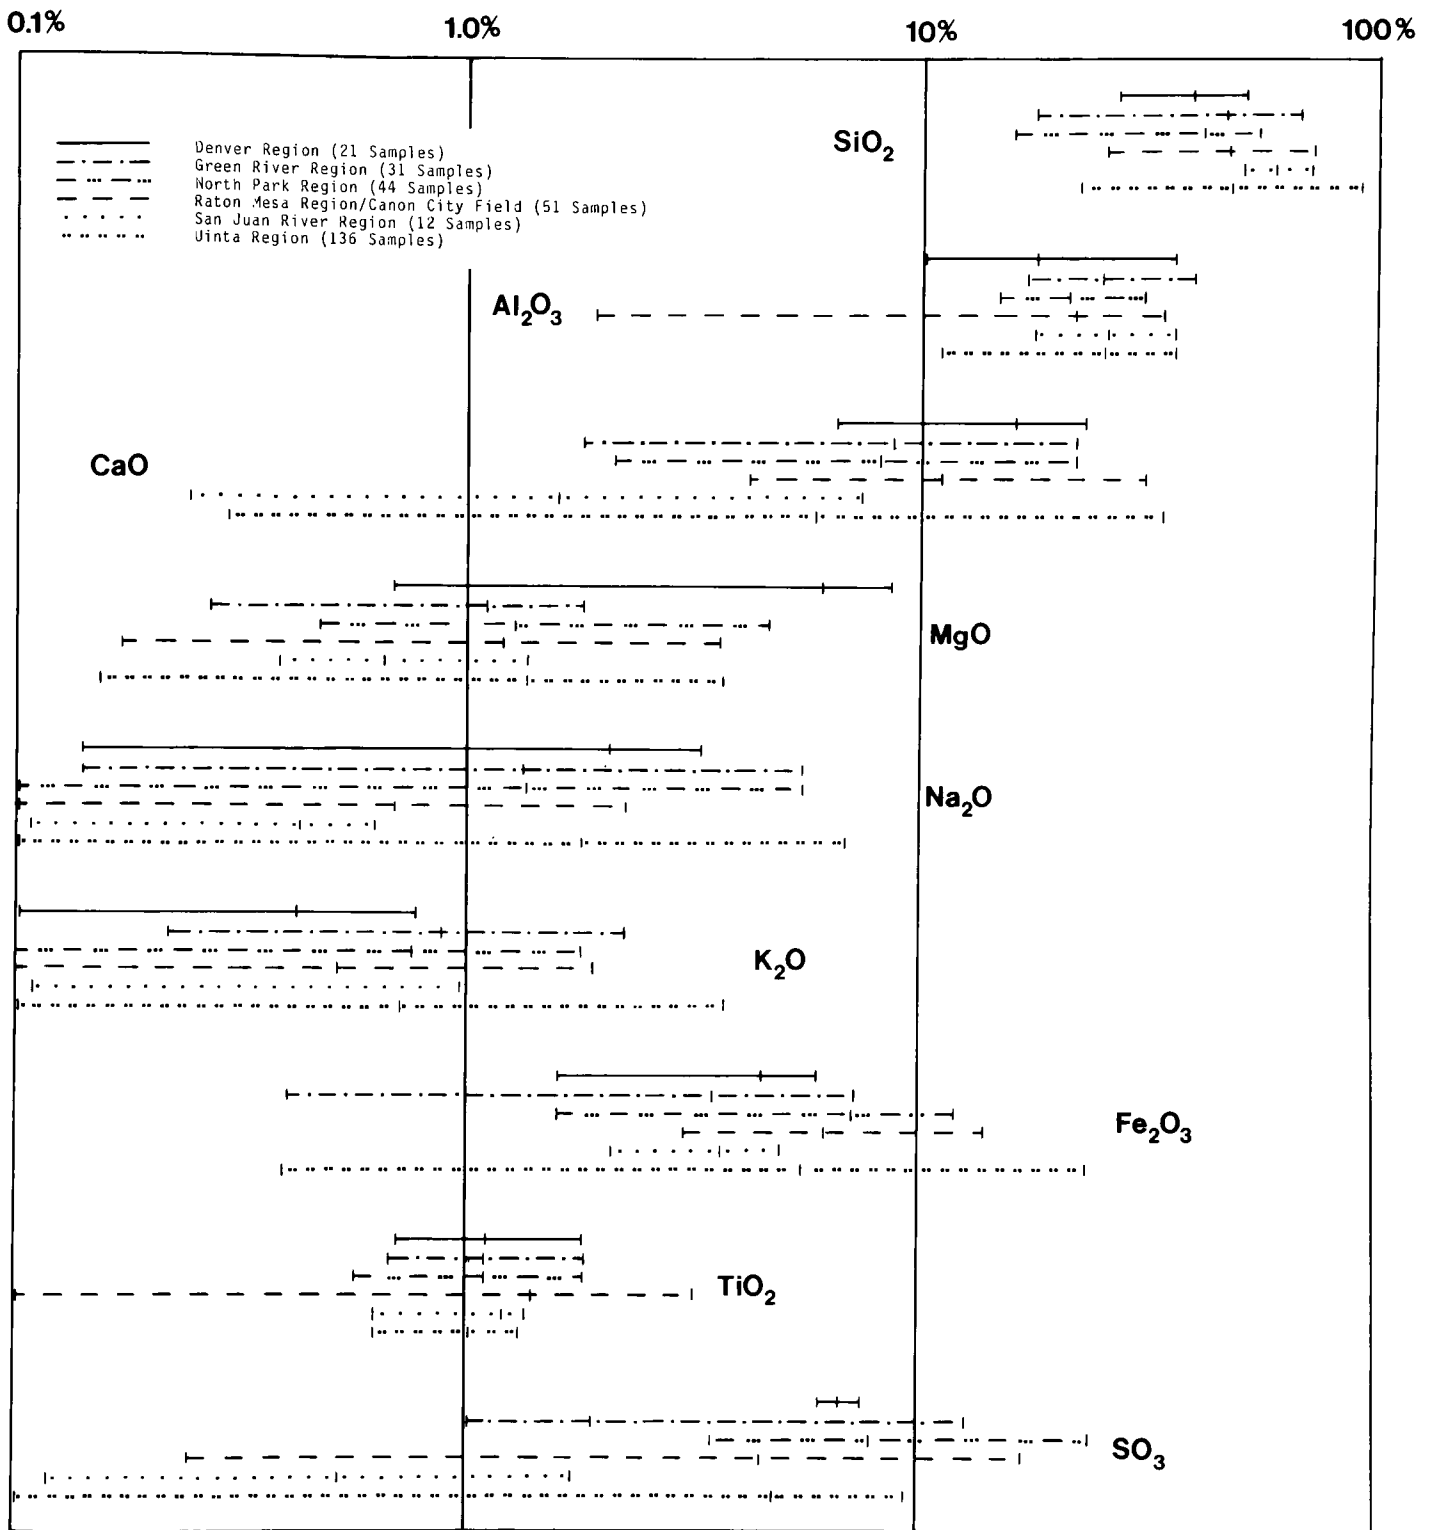 0.1% 1.0% 10% 100%
SiO2
Denver Region (21 Samples)
Green River Region (31 Samples)
North Park Region (44 Samples)
Raton Mesa Region/Canon City Field (51 Samples)
San Juan River Region (12 Samples)
Uinta Region (136 Samples)
Al2O3
CaO
MgO
Na2O
K2O
Fe2O3
TiO2
SO3